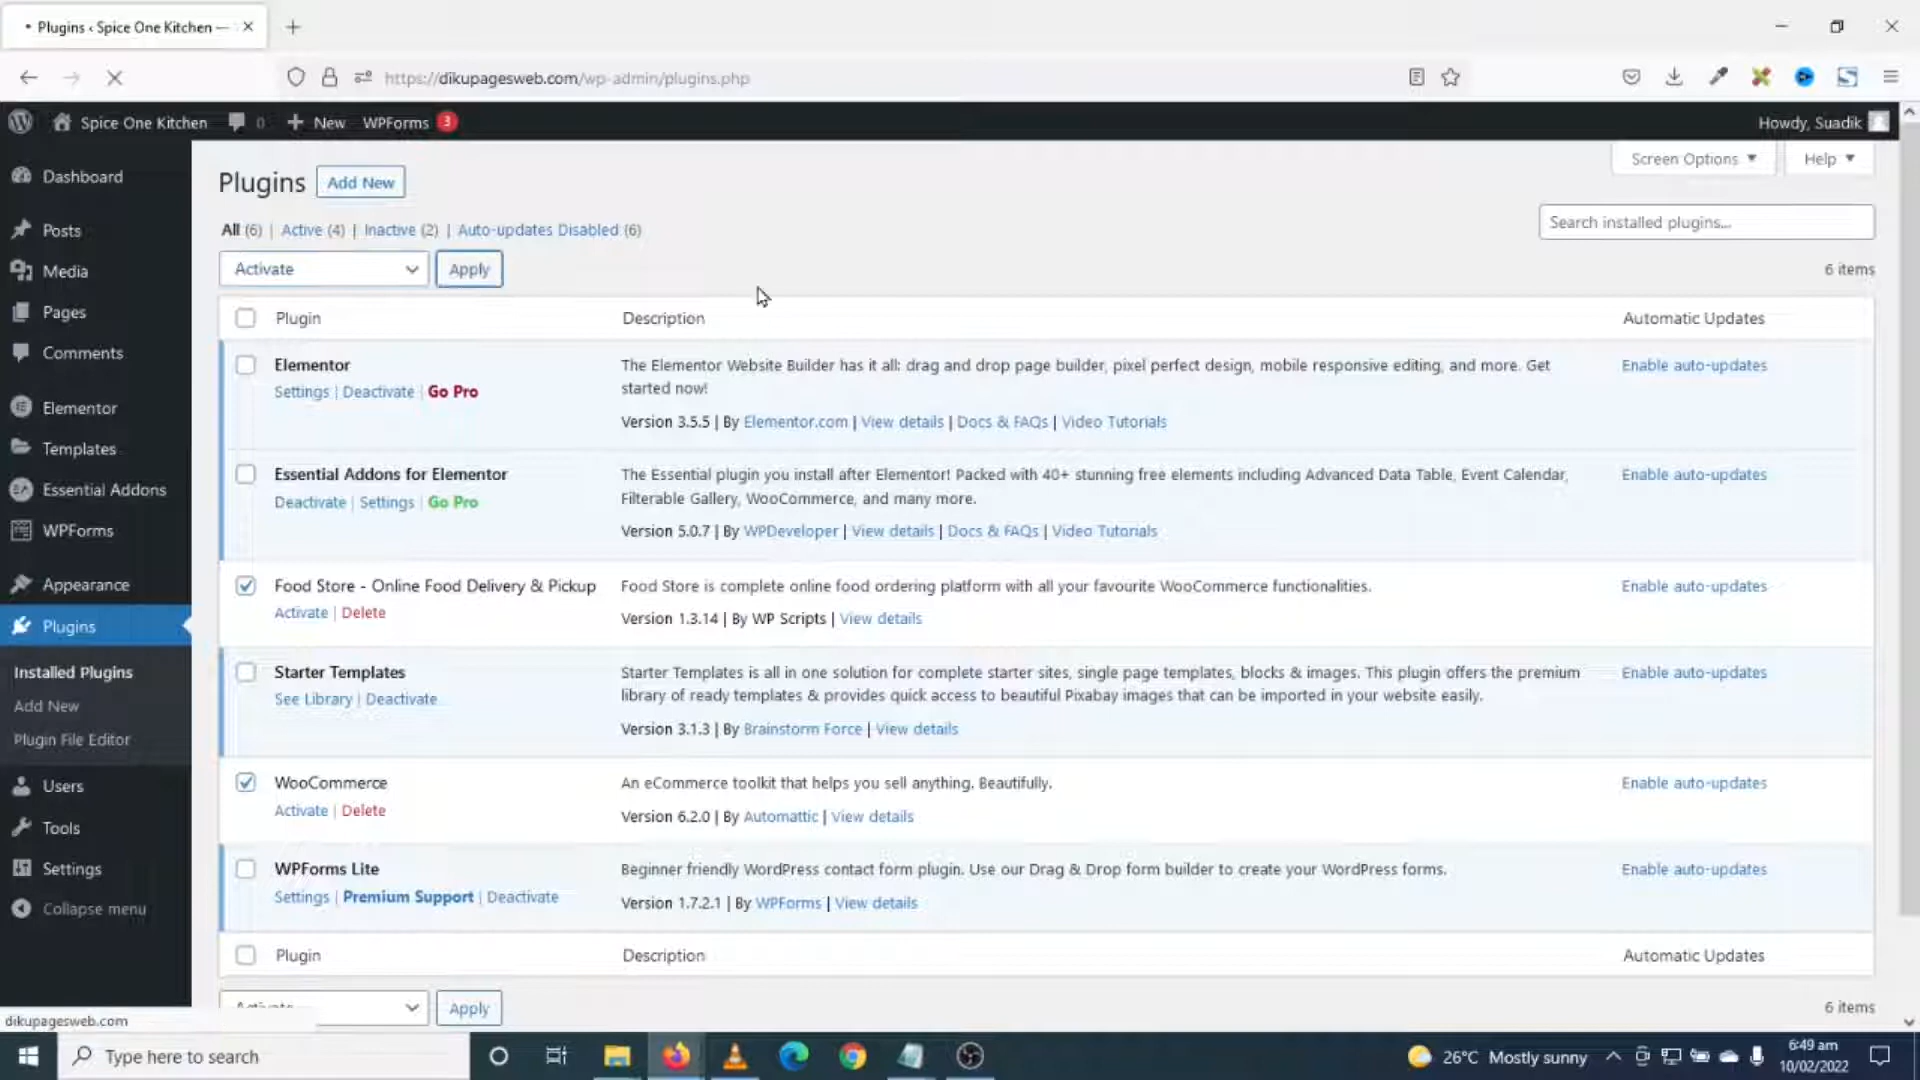 Plugins ‹ Spice One Kitchen —
https://dikupagesweb.com/wp-admin/plugins.php
Spice One Kitchen 0 New WPForms 3
Howdy, Suadik
Dashboard
Posts
Media
Pages
Comments
Elementor
Templates
Essential Addons
WPForms
Appearance
Plugins
Installed Plugins
Add New
Plugin File Editor
Users
Tools
Settings
Collapse menu
Screen Options Help
Plugins Add New
All (6) | Active (4) | Inactive (2) | Auto-updates Disabled (6)
Search installed plugins...
Activate Apply
6 items
Plugin Description Automatic Updates
Elementor
Settings | Deactivate | Go Pro
The Elementor Website Builder has it all: drag and drop page builder, pixel perfect design, mobile responsive editing, and more. Get
started now!
Version 3.5.5 | By Elementor.com | View details | Docs & FAQs | Video Tutorials
Enable auto-updates
Essential Addons for Elementor
Deactivate | Settings | Go Pro
The Essential plugin you install after Elementor! Packed with 40+ stunning free elements including Advanced Data Table, Event Calendar,
Filterable Gallery, WooCommerce, and many more.
Version 5.0.7 | By WPDeveloper | View details | Docs & FAQs | Video Tutorials
Enable auto-updates
Food Store - Online Food Delivery & Pickup
Activate | Delete
Food Store is complete online food ordering platform with all your favourite WooCommerce functionalities.
Version 1.3.14 | By WP Scripts | View details
Enable auto-updates
Starter Templates
See Library | Deactivate
Starter Templates is all in one solution for complete starter sites, single page templates, blocks & images. This plugin offers the premium
library of ready templates & provides quick access to beautiful Pixabay images that can be imported in your website easily.
Version 3.1.3 | By Brainstorm Force | View details
Enable auto-updates
WooCommerce
Activate | Delete
An eCommerce toolkit that helps you sell anything. Beautifully.
Version 6.2.0 | By Automattic | View details
Enable auto-updates
WPForms Lite
Settings | Premium Support | Deactivate
Beginner friendly WordPress contact form plugin. Use our Drag & Drop form builder to create your WordPress forms.
Version 1.7.2.1 | By WPForms | View details
Enable auto-updates
Plugin Description Automatic Updates
Activate Apply
6 items
dikupagesweb.com
Type here to search
26°C Mostly sunny
6:49 am
10/02/2022